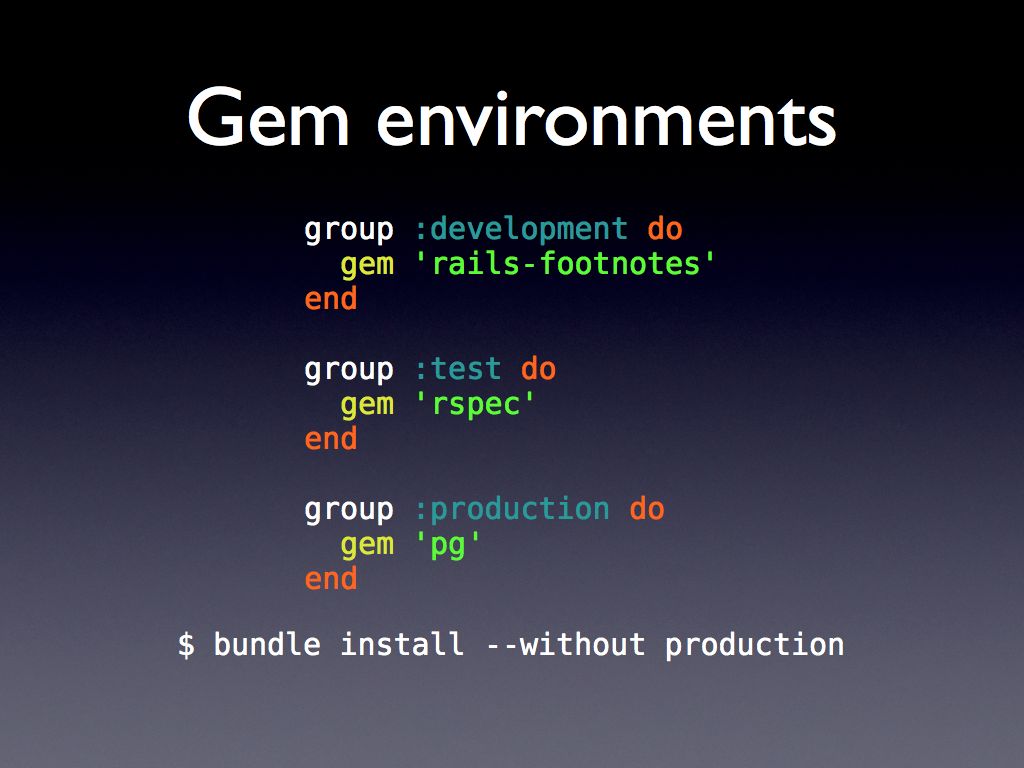 Gem environments
group :development do
  gem 'rails-footnotes'
end
group :test do
  gem 'rspec'
end
group :production do
  gem 'pg'
end
$ bundle install --without production